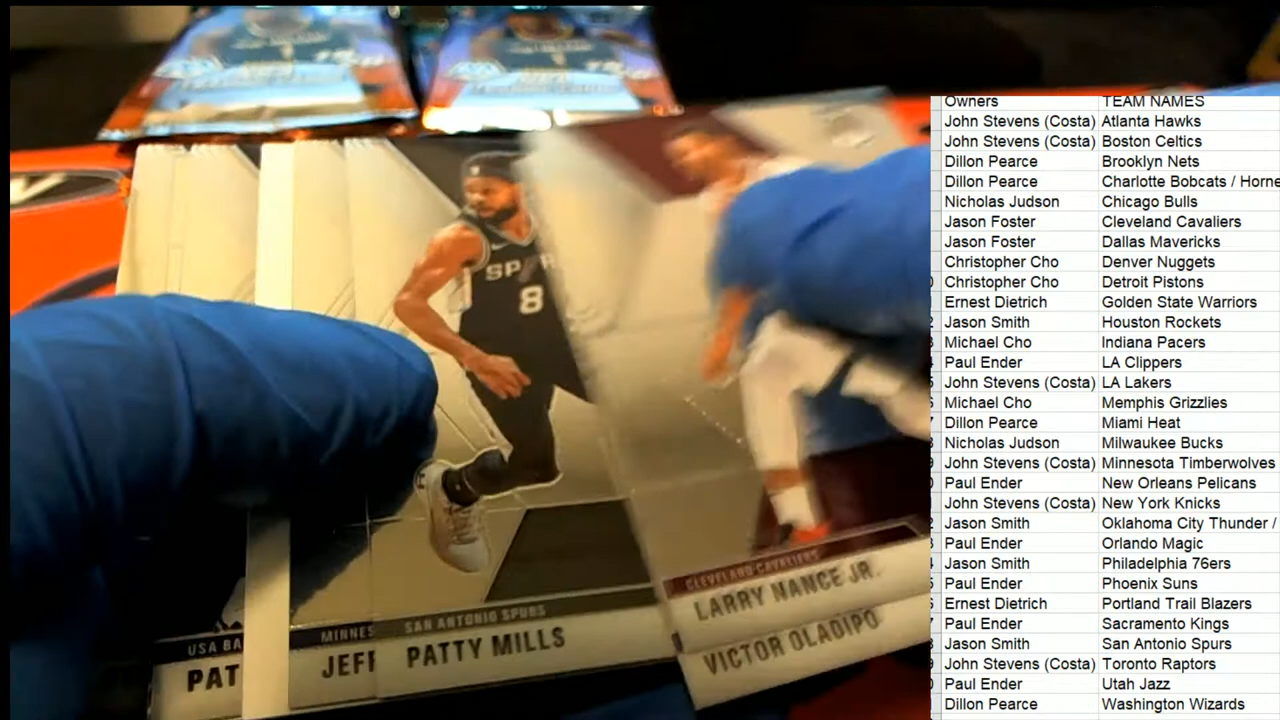 SPUR
8
USA BA
PAT
MINNES
JEFF
SAN ANTONIO SPURS
PATTY MILLS
CLEVELAND CAVALIERS
LARRY NANCE JR.
VICTOR OLADIPO
Owners TEAM NAMES
John Stevens (Costa) Atlanta Hawks
John Stevens (Costa) Boston Celtics
Dillon Pearce Brooklyn Nets
Dillon Pearce Charlotte Bobcats / Horne
Nicholas Judson Chicago Bulls
Jason Foster Cleveland Cavaliers
Jason Foster Dallas Mavericks
Christopher Cho Denver Nuggets
Christopher Cho Detroit Pistons
Ernest Dietrich Golden State Warriors
Jason Smith Houston Rockets
Michael Cho Indiana Pacers
Paul Ender LA Clippers
John Stevens (Costa) LA Lakers
Michael Cho Memphis Grizzlies
Dillon Pearce Miami Heat
Nicholas Judson Milwaukee Bucks
John Stevens (Costa) Minnesota Timberwolves
Paul Ender New Orleans Pelicans
John Stevens (Costa) New York Knicks
Jason Smith Oklahoma City Thunder /
Paul Ender Orlando Magic
Jason Smith Philadelphia 76ers
Paul Ender Phoenix Suns
Ernest Dietrich Portland Trail Blazers
Paul Ender Sacramento Kings
Jason Smith San Antonio Spurs
John Stevens (Costa) Toronto Raptors
Paul Ender Utah Jazz
Dillon Pearce Washington Wizards